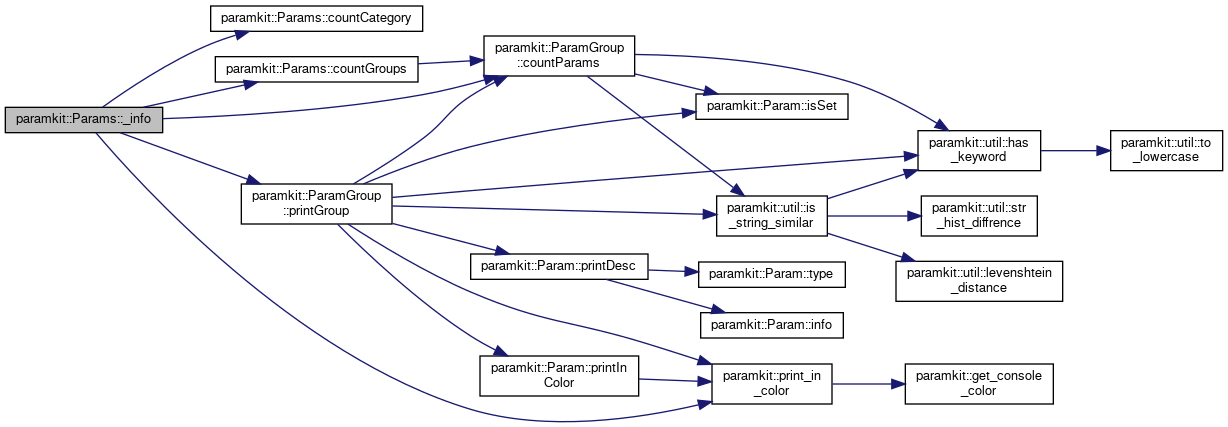 paramkit::Params::_info
paramkit::Params::countCategory
paramkit::Params::countGroups
paramkit::ParamGroup
::printGroup
paramkit::ParamGroup
::countParams
paramkit::Param::printDesc
paramkit::Param::printIn
Color
paramkit::Param::isSet
paramkit::util::is
_string_similar
paramkit::Param::type
paramkit::Param::info
paramkit::print_in
_color
paramkit::util::has
_keyword
paramkit::util::str
_hist_diffrence
paramkit::util::levenshtein
_distance
paramkit::get_console
_color
paramkit::util::to
_lowercase